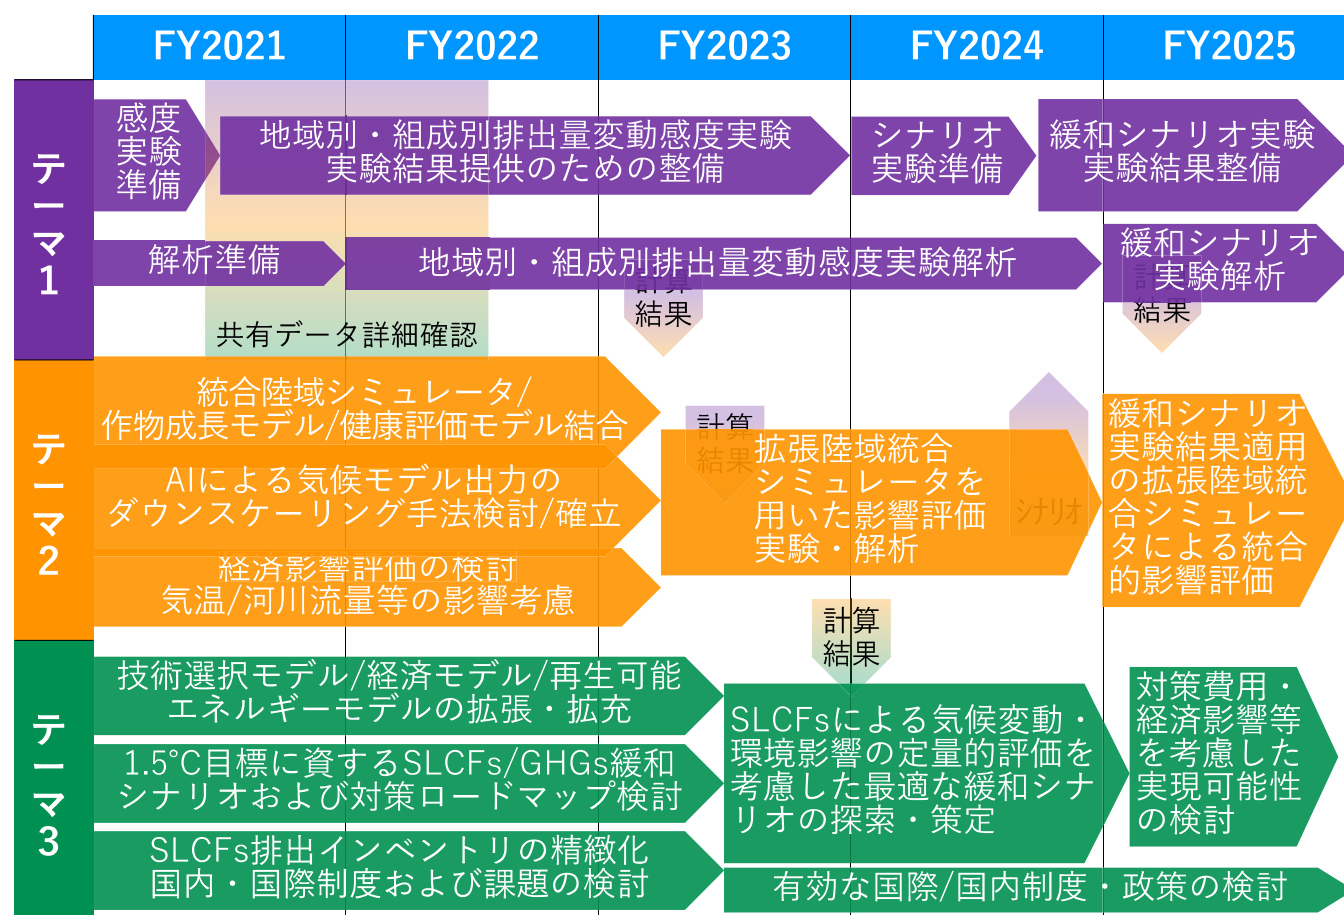 FY2021
FY2022
FY2023
FY2024
FY2025
テーマ1
感度
実験
準備
地域別・組成別排出量変動感度実験
実験結果提供のための整備
シナリオ
実験準備
緩和シナリオ実験
実験結果整備
解析準備
地域別・組成別排出量変動感度実験解析
緩和シナリオ
実験解析
計算
結果
計算
結果
共有データ詳細確認
テーマ2
統合陸域シミュレータ/
作物成長モデル/健康評価モデル結合
AIによる気候モデル出力の
ダウンスケーリング手法検討/確立
経済影響評価の検討
気温/河川流量等の影響考慮
計算
結果
拡張陸域統合
シミュレータを
用いた影響評価
実験・解析
シナリオ
緩和シナリオ
実験結果適用
の拡張陸域統
合シミュレー
タによる統合
的影響評価
計算
結果
テーマ3
技術選択モデル/経済モデル/再生可能
エネルギーモデルの拡張・拡充
1.5℃目標に資するSLCFs/GHGs緩和
シナリオおよび対策ロードマップ検討
SLCFs排出インベントリの精緻化
国内・国際制度および課題の検討
SLCFsによる気候変動・
環境影響の定量的評価を
考慮した最適な緩和シナ
リオの探索・策定
対策費用・
経済影響等
を考慮した
実現可能性
の検討
有効な国際/国内制度・政策の検討